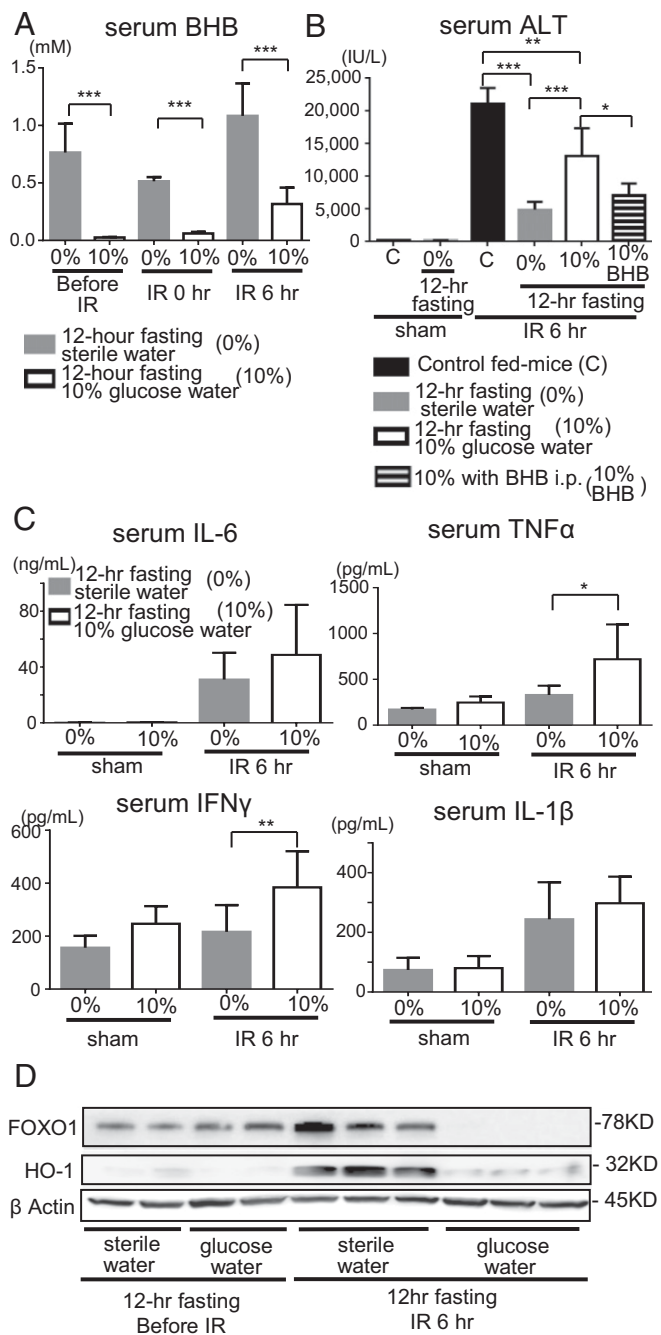 A
serum BHB
(mM)
1.5
1.0
0.5
0.0
***
***
***
0% 10% 0% 10% 0% 10%
Before IR
IR 0 hr
IR 6 hr
12-hour fasting
sterile water (0%)
12-hour fasting
10% glucose water (10%)
B
serum ALT
(IU/L)
25,000
20,000
15,000
10,000
5,000
0
**
***
***
*
C 0% C 0% 10% 10% BHB
12-hr fasting
12-hr fasting
sham
IR 6 hr
Control fed-mice (C)
12-hr fasting
sterile water (0%)
12-hr fasting
10% glucose water (10%)
10% with BHB i.p. (10% BHB)
C
serum IL-6
(ng/mL)
80
40
0
12-hr fasting
sterile water (0%)
12-hr fasting
10% glucose water (10%)
0% 10% 0% 10%
sham
IR 6 hr
serum TNFα
(pg/mL)
1500
1000
500
0
*
0% 10% 0% 10%
sham
IR 6 hr
serum IFNγ
(pg/mL)
600
400
200
0
**
0% 10% 0% 10%
sham
IR 6 hr
serum IL-1β
(pg/mL)
400
200
0
0% 10% 0% 10%
sham
IR 6 hr
D
FOXO1 -78KD
HO-1 - 32KD
β Actin - 45KD
sterile water
glucose water
sterile water
glucose water
12-hr fasting
Before IR
12hr fasting
IR 6 hr